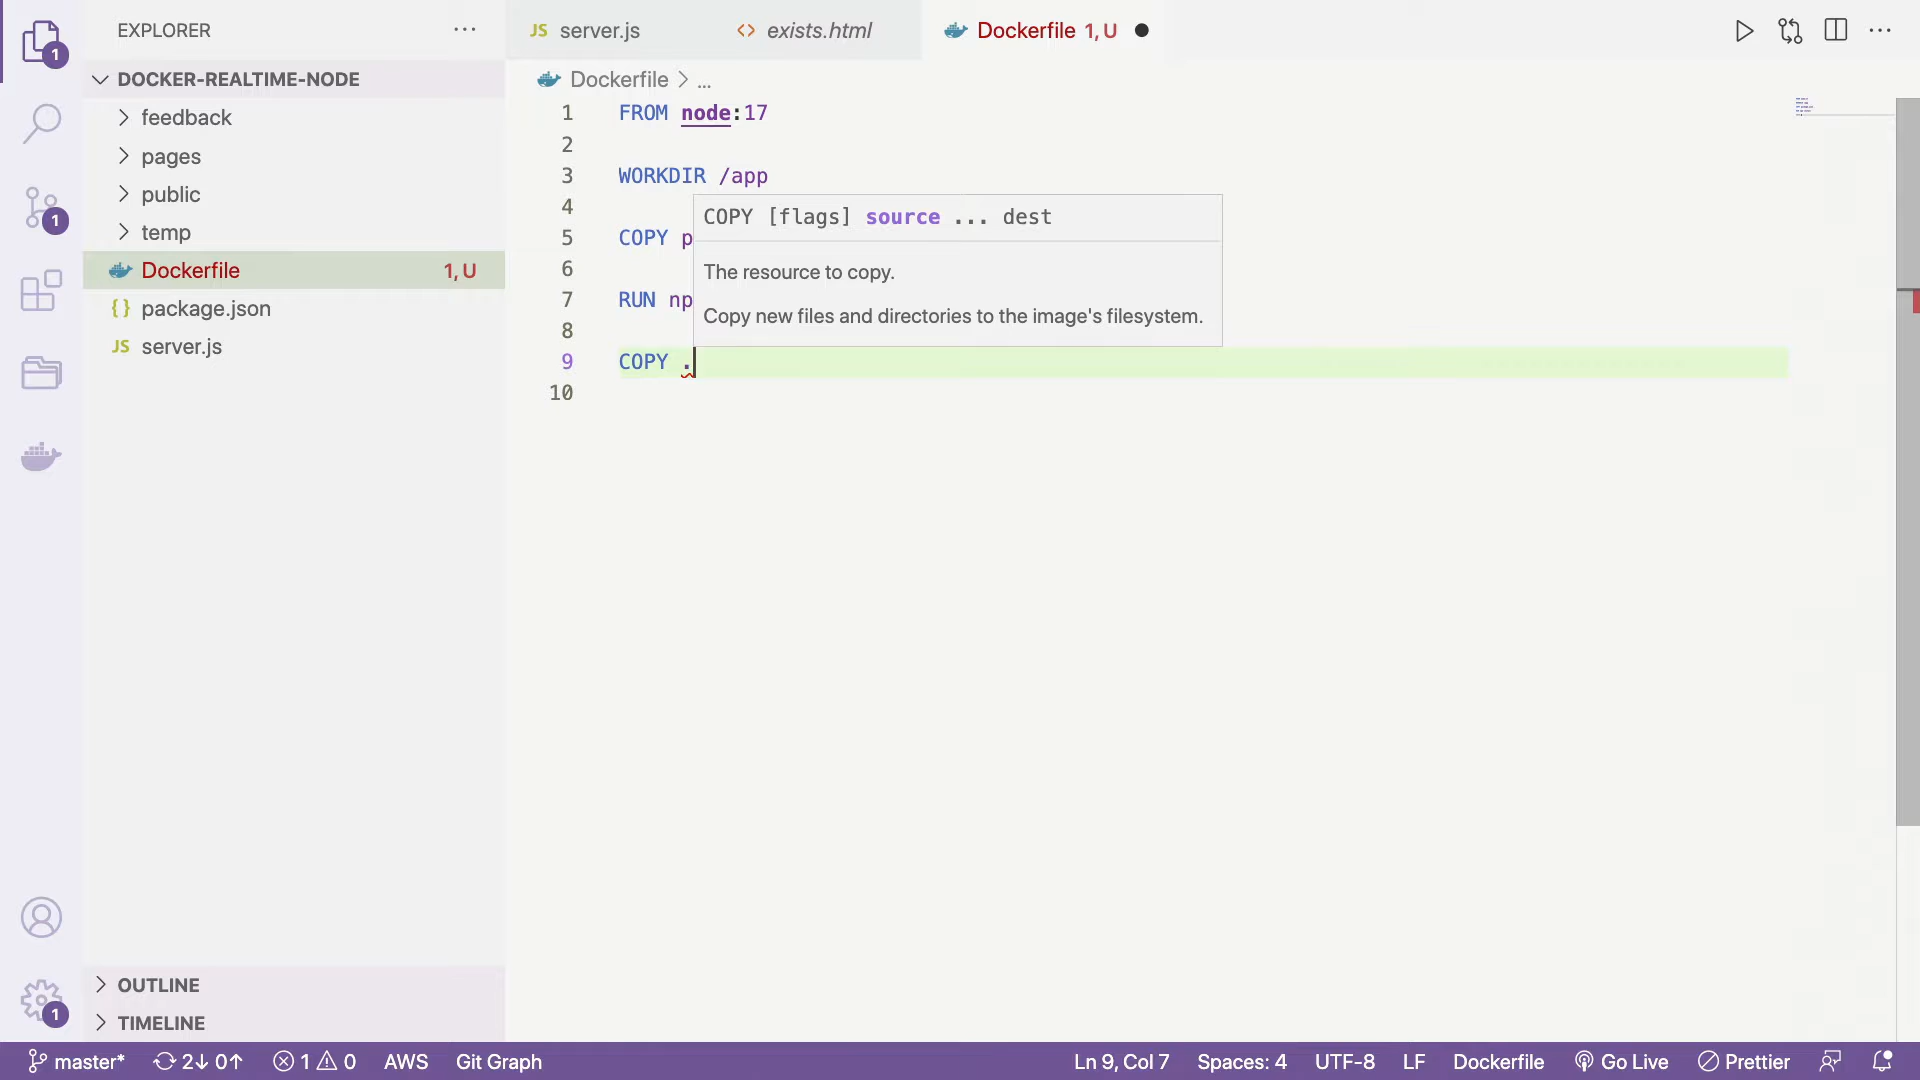 EXPLORER
DOCKER-REALTIME-NODE
feedback
pages
public
temp
Dockerfile 1, U
package.json
JS server.js
OUTLINE
TIMELINE
JS server.js
<> exists.html
Dockerfile 1, U
Dockerfile > ...
1 FROM node:17
2
3 WORKDIR /app
4
5 COPY p
6
7 RUN np
8
9 COPY .
10
COPY [flags] source ... dest
The resource to copy.
Copy new files and directories to the image's filesystem.
1
1
1
master* 2↓ 0↑ 1 0 AWS Git Graph Ln 9, Col 7 Spaces: 4 UTF-8 LF Dockerfile Go Live Prettier